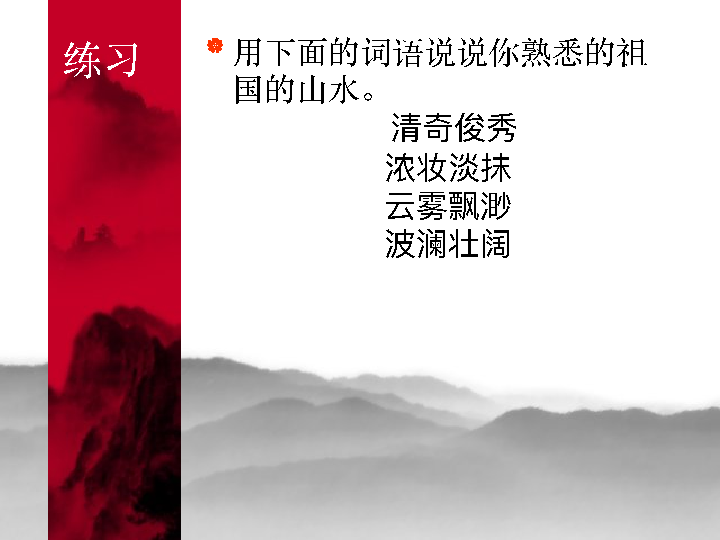 练习
用下面的词语说说你熟悉的祖
国的山水。
清奇俊秀
浓妆淡抹
云雾飘渺
波澜壮阔